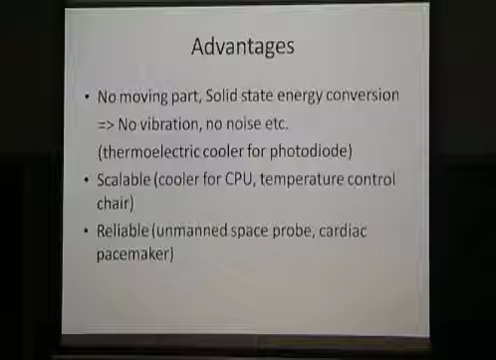 Advantages
• No moving part, Solid state energy conversion
=> No vibration, no noise etc.
(thermoelectric cooler for photodiode)
• Scalable (cooler for CPU, temperature control
chair)
• Reliable (unmanned space probe, cardiac
pacemaker)